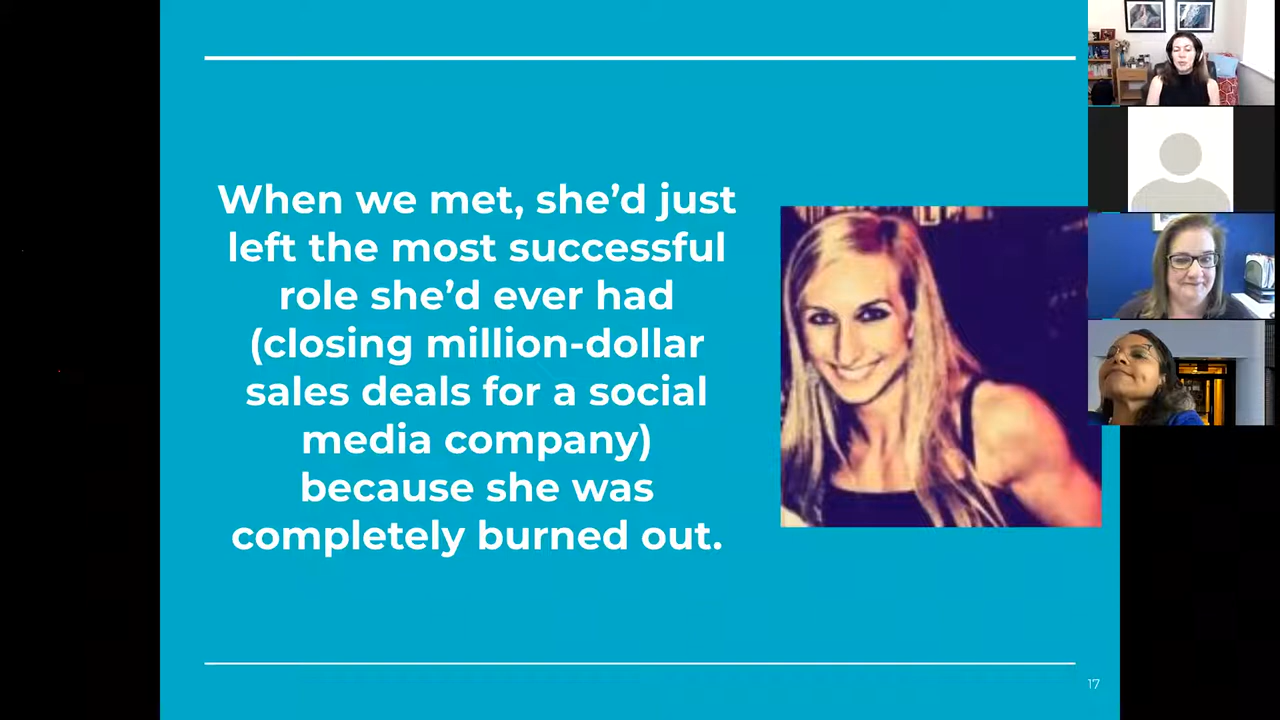 When we met, she’d just
left the most successful
role she’d ever had
(closing million-dollar
sales deals for a social
media company)
because she was
completely burned out.
17